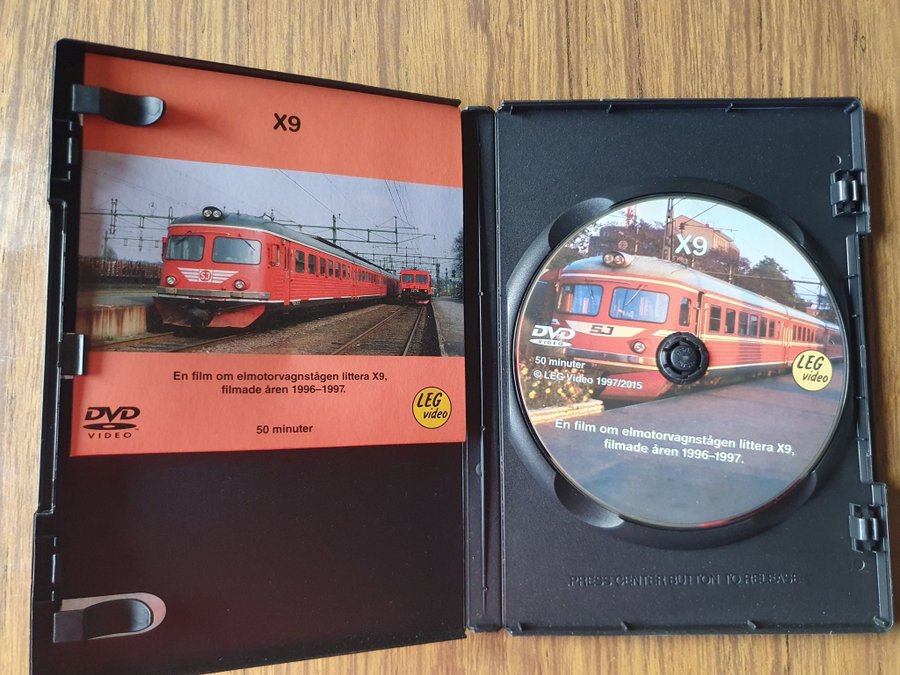 X9
SJ
En film om elmotorvagnstågen littera X9,
filmade åren 1996–1997.
DVD
VIDEO
50 minuter
LEG
video
X9
SJ
DVD
VIDEO
50 minuter
© LEG Video 1997/2015
LEG
video
En film om elmotorvagnstågen littera X9,
filmade åren 1996–1997.
PRESS CENTER BUTTON TO RELEASE